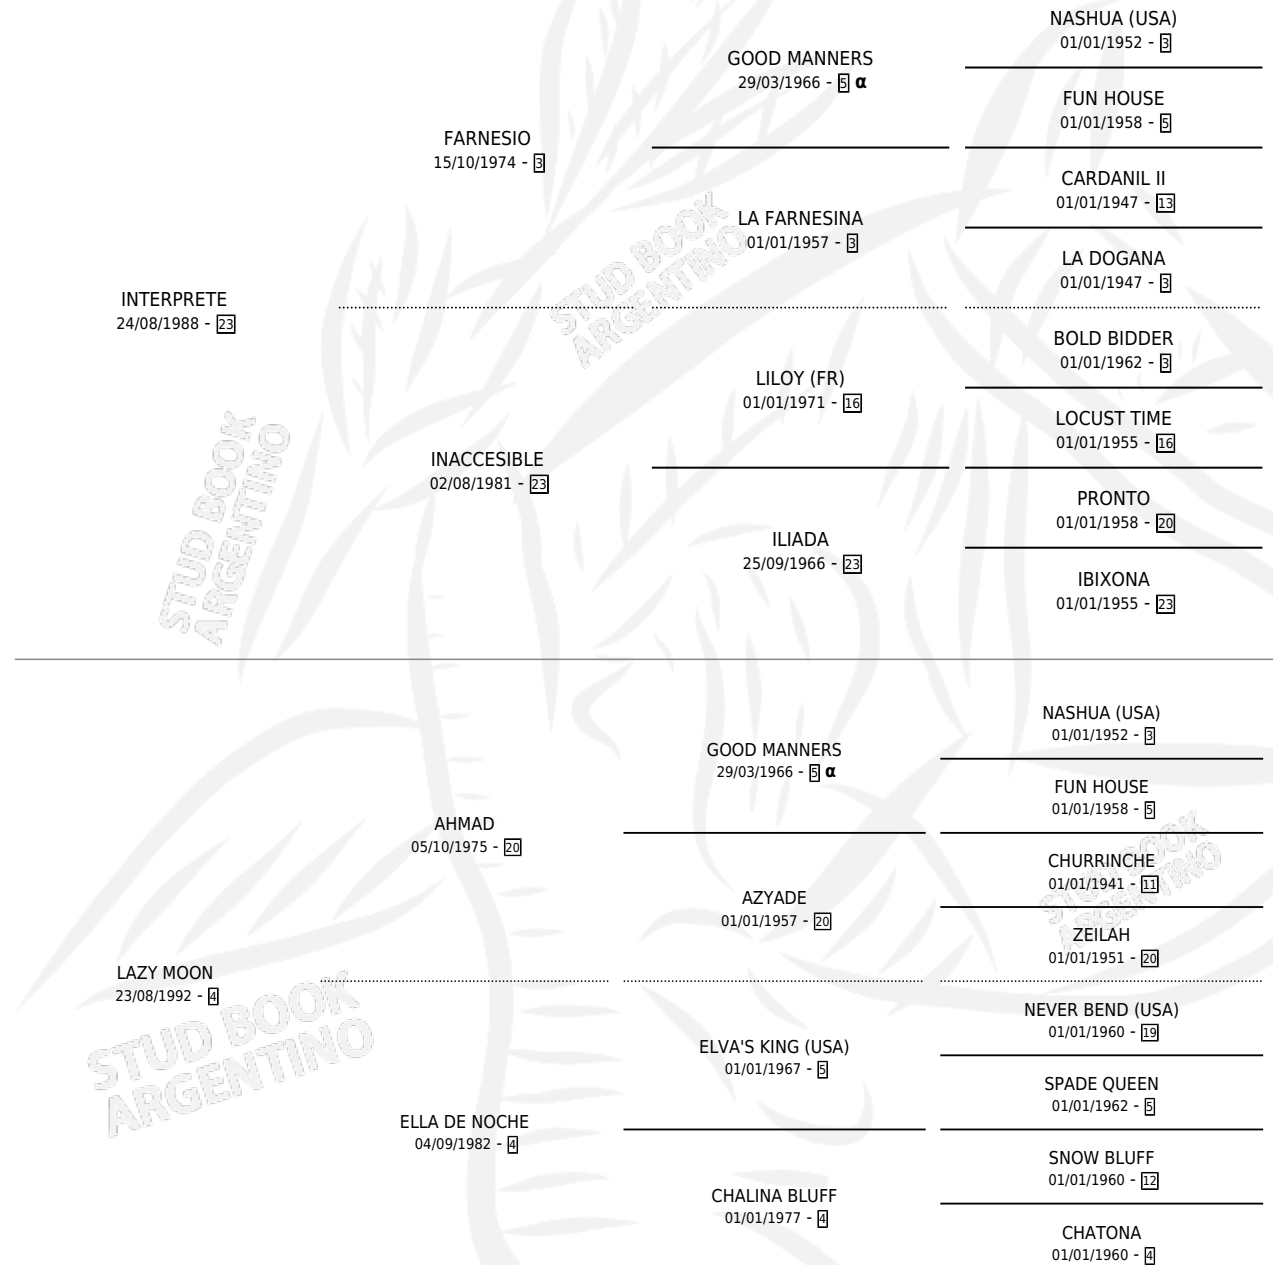 NASHUA (USA)
01/01/1952 - 3
GOOD MANNERS
29/03/1966 - 5 α
FUN HOUSE
01/01/1958 - 5
FARNESIO
15/10/1974 - 3
CARDANIL II
01/01/1947 - 13
LA FARNESINA
01/01/1957 - 3
LA DOGANA
01/01/1947 - 3
INTERPRETE
24/08/1988 - 23
BOLD BIDDER
01/01/1962 - 3
LILOY (FR)
01/01/1971 - 16
LOCUST TIME
01/01/1955 - 16
INACCESIBLE
02/08/1981 - 23
PRONTO
01/01/1958 - 20
ILIADA
25/09/1966 - 23
IBIXONA
01/01/1955 - 23
STUD BOOK
ARGENTINO
STUD BOOK
ARGENTINO
NASHUA (USA)
01/01/1952 - 3
GOOD MANNERS
29/03/1966 - 5 α
FUN HOUSE
01/01/1958 - 5
AHMAD
05/10/1975 - 20
CHURRINCHE
01/01/1941 - 11
AZYADE
01/01/1957 - 20
ZEILAH
01/01/1951 - 20
LAZY MOON
23/08/1992 - 4
NEVER BEND (USA)
01/01/1960 - 19
ELVA'S KING (USA)
01/01/1967 - 5
SPADE QUEEN
01/01/1962 - 5
ELLA DE NOCHE
04/09/1982 - 4
SNOW BLUFF
01/01/1960 - 12
CHALINA BLUFF
01/01/1977 - 4
CHATONA
01/01/1960 - 4
STUD BOOK
ARGENTINO
STUD BOOK
ARGENTINO